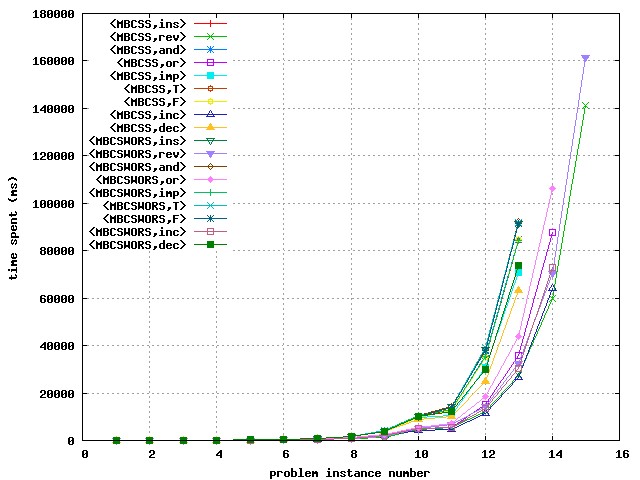 180000
160000
140000
120000
100000
80000
60000
40000
20000
0
time spent (ms)
<MBCSS,ins>
<MBCSS,rev>
<MBCSS,and>
<MBCSS,or>
<MBCSS,imp>
<MBCSS,T>
<MBCSS,F>
<MBCSS,inc>
<MBCSS,dec>
<MBCSWORS,ins>
<MBCSWORS,rev>
<MBCSWORS,and>
<MBCSWORS,or>
<MBCSWORS,imp>
<MBCSWORS,T>
<MBCSWORS,F>
<MBCSWORS,inc>
<MBCSWORS,dec>
0 2 4 6 8 10 12 14 16
problem instance number